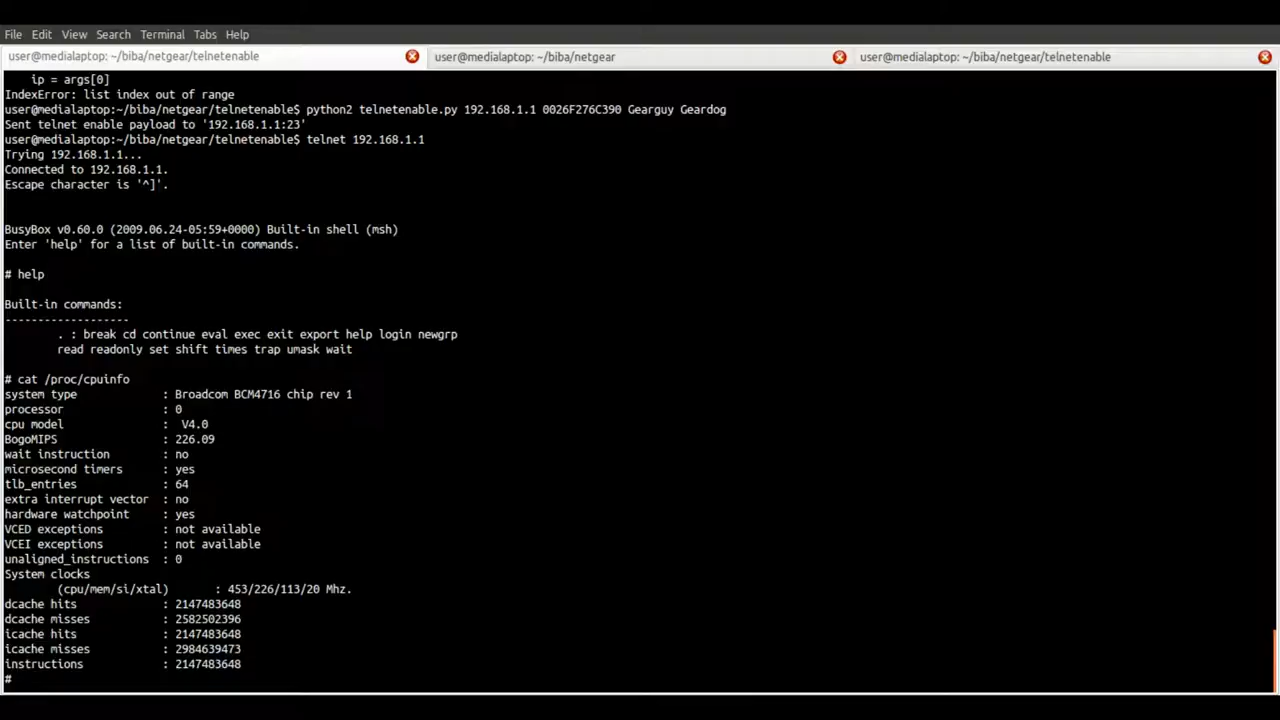 File Edit View Search Terminal Tabs Help
user@medialaptop: ~/biba/netgear/telnetenable user@medialaptop: ~/biba/netgear user@medialaptop: ~/biba/netgear/telnetenable
ip = args[0]
IndexError: list index out of range
user@medialaptop:~/biba/netgear/telnetenable$ python2 telnetenable.py 192.168.1.1 0026F276C390 Gearguy Geardog
Sent telnet enable payload to '192.168.1.1:23'
user@medialaptop:~/biba/netgear/telnetenable$ telnet 192.168.1.1
Trying 192.168.1.1...
Connected to 192.168.1.1.
Escape character is '^]'.
BusyBox v0.60.0 (2009.06.24-05:59+0000) Built-in shell (msh)
Enter 'help' for a list of built-in commands.
# help
Built-in commands:
-------------------
. : break cd continue eval exec exit export help login newgrp
read readonly set shift times trap umask wait
# cat /proc/cpuinfo
system type : Broadcom BCM4716 chip rev 1
processor : 0
cpu model : V4.0
BogoMIPS : 226.09
wait instruction : no
microsecond timers : yes
tlb_entries : 64
extra interrupt vector : no
hardware watchpoint : yes
VCED exceptions : not available
VCEI exceptions : not available
unaligned_instructions : 0
System clocks
(cpu/mem/si/xtal) : 453/226/113/20 Mhz.
dcache hits : 2147483648
dcache misses : 2582502396
icache hits : 2147483648
icache misses : 2984639473
instructions : 2147483648
#